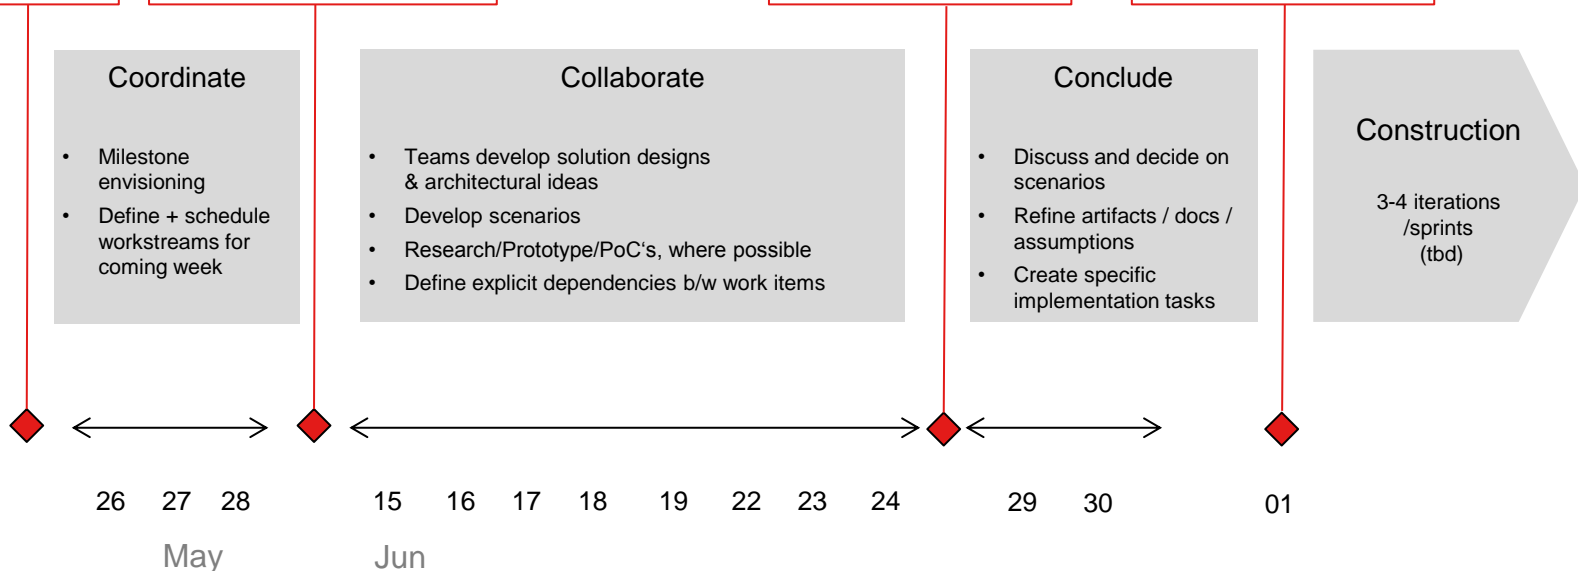 Coordinate
• Milestone
envisioning
• Define + schedule
workstreams for
coming week
Collaborate
• Teams develop solution designs
& architectural ideas
• Develop scenarios
• Research/Prototype/PoC‘s, where possible
• Define explicit dependencies b/w work items
Conclude
• Discuss and decide on
scenarios
• Refine artifacts / docs /
assumptions
• Create specific
implementation tasks
Construction
3-4 iterations
/sprints
(tbd)
26 27 28 15 16 17 18 19 22 23 24 29 30 01
May Jun